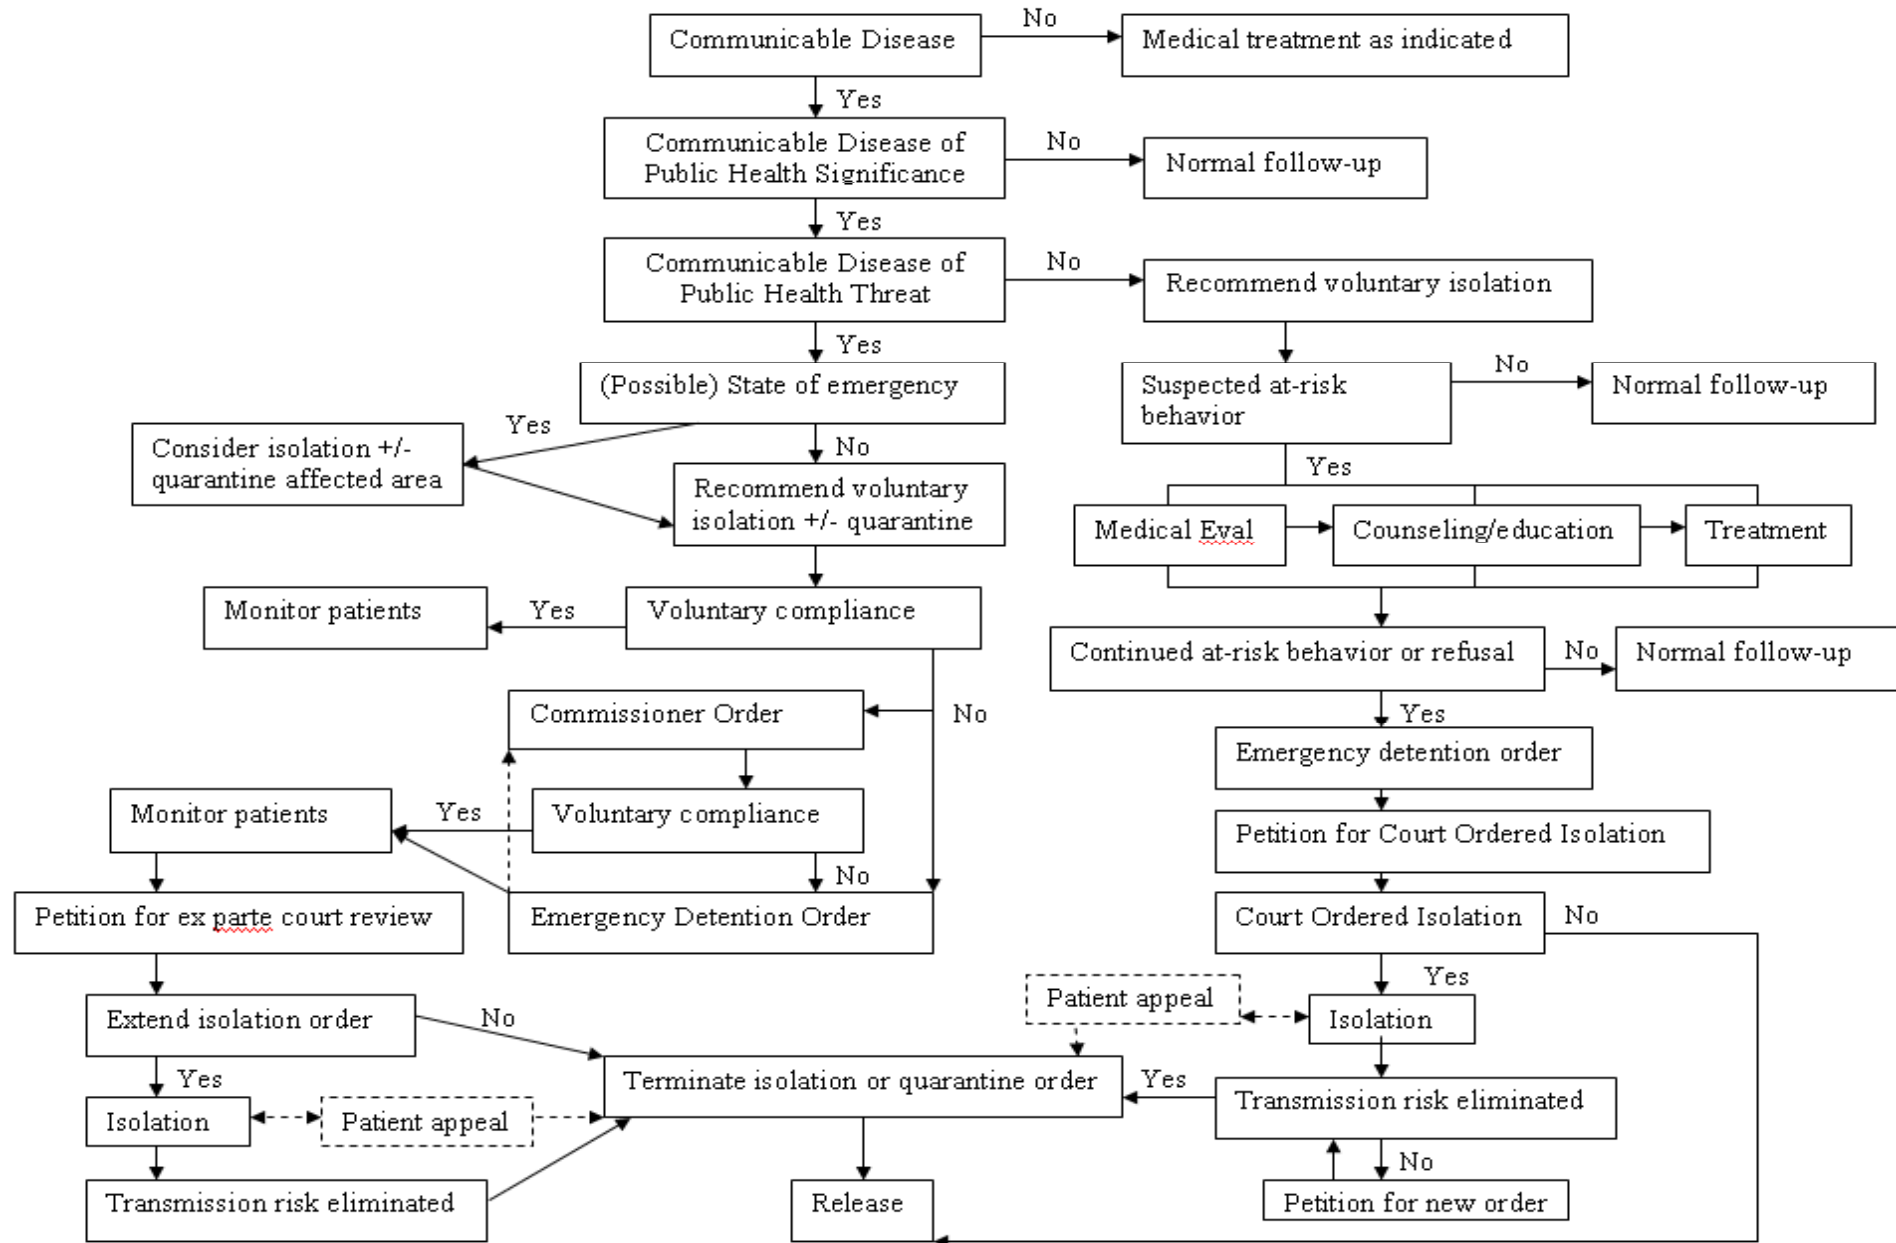 Communicable Disease
No
Medical treatment as indicated
Yes
Communicable Disease of
Public Health Significance
No
Normal follow-up
Yes
Communicable Disease of
Public Health Threat
No
Recommend voluntary isolation
Yes
(Possible) State of emergency
Suspected at-risk
behavior
No
Normal follow-up
Yes
Consider isolation +/-
quarantine affected area
No
Recommend voluntary
isolation +/- quarantine
Yes
Medical Eval
Counseling/education
Treatment
Monitor patients
Yes
Voluntary compliance
Continued at-risk behavior or refusal
No
Normal follow-up
Commissioner Order
No
Yes
Emergency detention order
Monitor patients
Yes
Voluntary compliance
Petition for Court Ordered Isolation
No
Petition for ex parte court review
Emergency Detention Order
Court Ordered Isolation
No
Yes
Patient appeal
Isolation
Extend isolation order
No
Yes
Terminate isolation or quarantine order
Yes
Transmission risk eliminated
Isolation
Patient appeal
No
Transmission risk eliminated
Release
Petition for new order